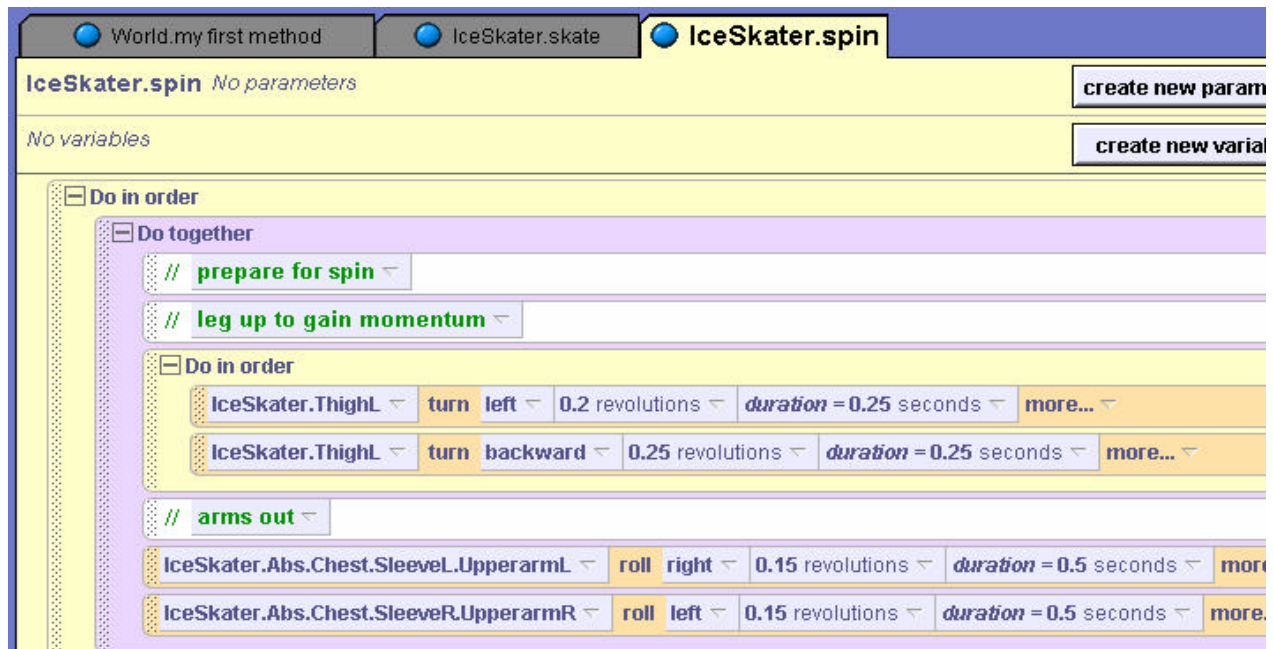 World.my first method IceSkater.skate IceSkater.spin
IceSkater.spin No parameters create new param
No variables create new varial
Do in order
Do together
// prepare for spin
// leg up to gain momentum
Do in order
IceSkater.ThighL turn left 0.2 revolutions duration = 0.25 seconds more...
IceSkater.ThighL turn backward 0.25 revolutions duration = 0.25 seconds more...
// arms out
IceSkater.Abs.Chest.SleeveL.UpperarmL roll right 0.15 revolutions duration = 0.5 seconds more
IceSkater.Abs.Chest.SleeveR.UpperarmR roll left 0.15 revolutions duration = 0.5 seconds more.